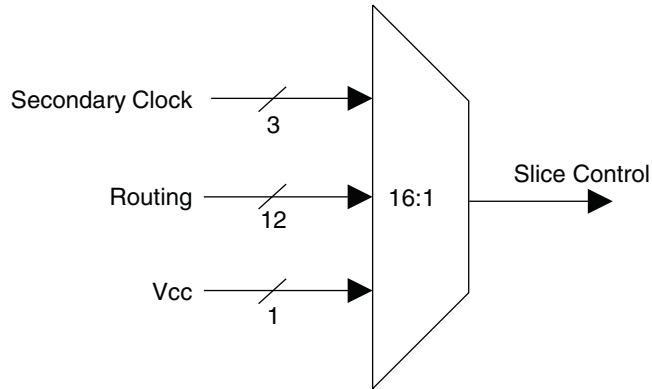 Secondary Clock
3
Routing
12
Vcc
1
16:1
Slice Control